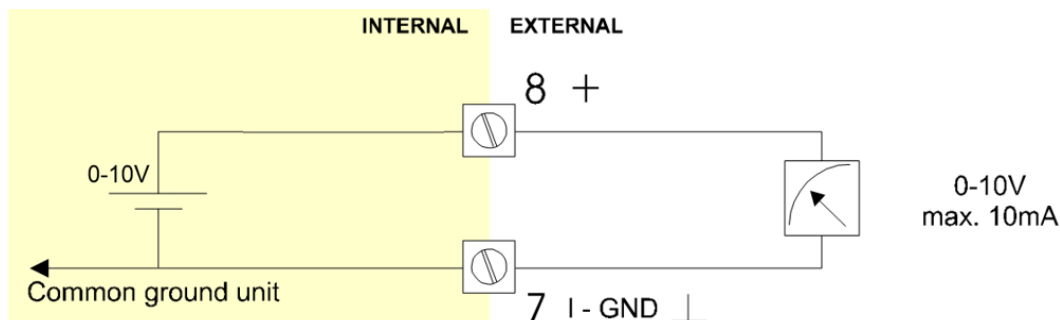 INTERNAL EXTERNAL
8 +
0-10V
0-10V
max. 10mA
Common ground unit
7 I - GND